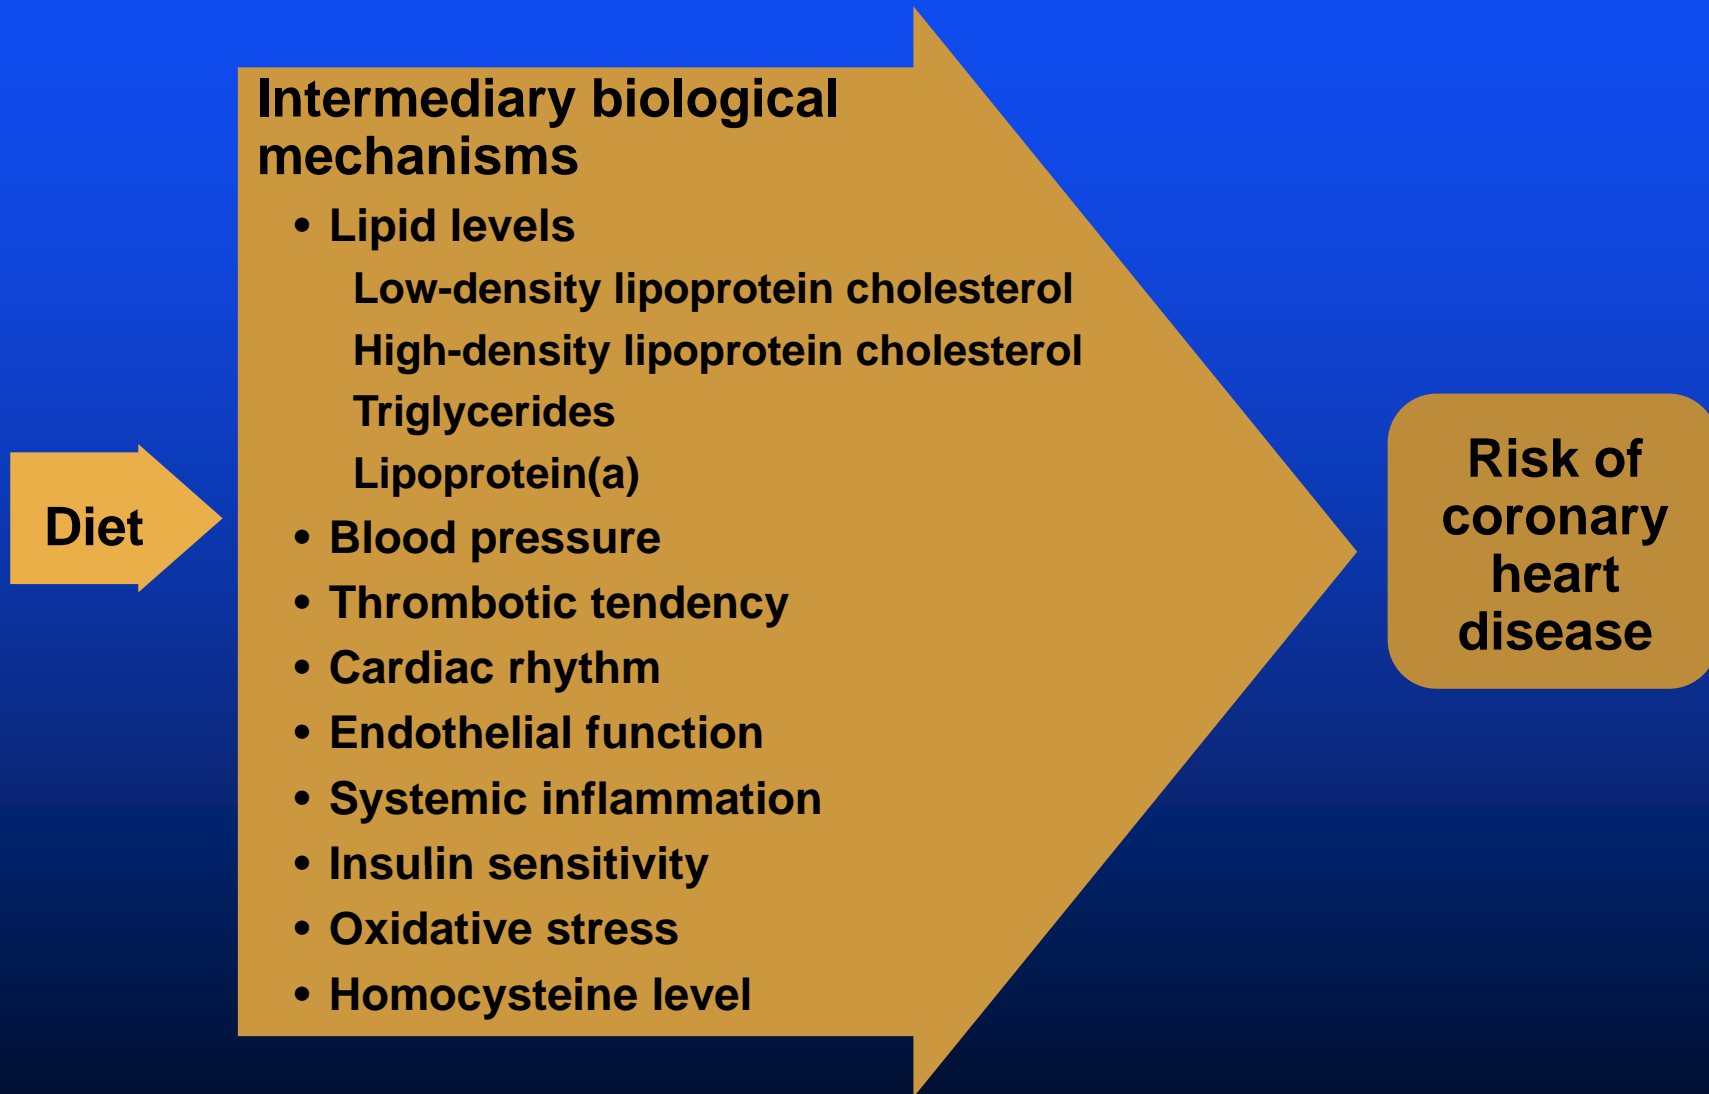 Intermediary biological
mechanisms
• Lipid levels
Low-density lipoprotein cholesterol
High-density lipoprotein cholesterol
Triglycerides
Lipoprotein(a)
• Blood pressure
• Thrombotic tendency
• Cardiac rhythm
• Endothelial function
• Systemic inflammation
• Insulin sensitivity
• Oxidative stress
• Homocysteine level
Diet
Risk of
coronary
heart
disease